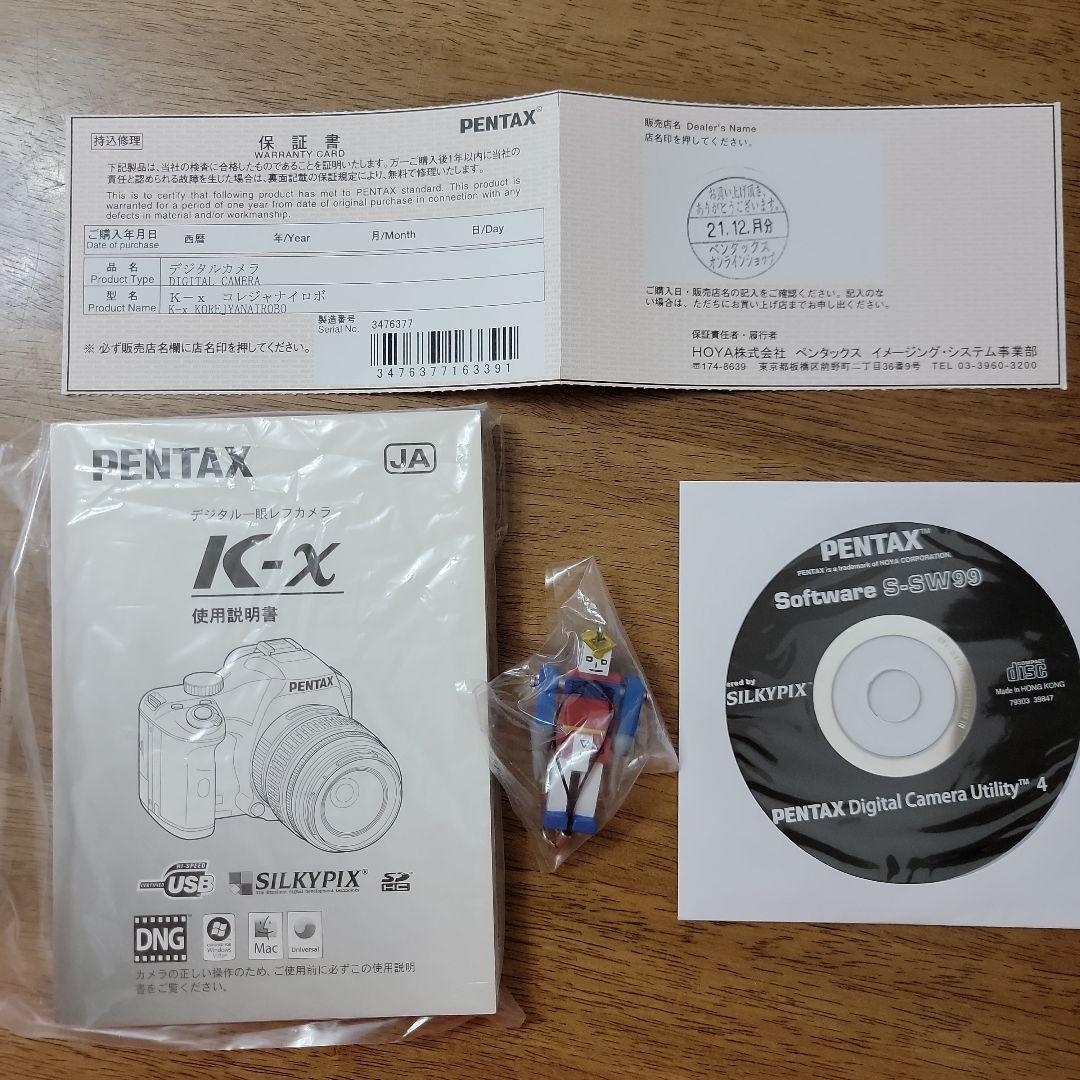 持込修理
保証書
WARRANTY CARD
PENTAX®
下記製品は、当社の検査に合格したものであることを証明いたします。万一ご購入後1年以内に当社の
責任と認められる故障を生じた場合は、裏面記載の保証規定により、無料で修理いたします。
This is to certify that following product has met to PENTAX standard. This product is
warranted for a period of one year from date of original purchase in connection with any
defects in material and/or workmanship.
ご購入年月日
Date of purchase
西暦 年/Year 月/Month 日/Day
品名
Product Type
デジタルカメラ
DIGITAL CAMERA
型名
Product Name
K-x コレジャナイロボ
K-x KOREJYANAIROBO
※ 必ず販売店名欄に店名印を押してください。
製造番号
Serial No. 3476377
3476377163391
販売店名 Dealer's Name
店名印を押してください。
お買い上げ頂き、
ありがとうございます。
21.12.月分
ペンタックス
オンラインショップ
ご購入日・販売店名の記入をご確認ください。記入のな
い場合は、ただちにお買い上げ店までお申し出ください。
保証責任者・履行者
HOYA株式会社 ペンタックス イメージング・システム事業部
〒174-8639 東京都板橋区前野町二丁目36番9号 TEL 03-3960-3200
PENTAX
JA
デジタル一眼レフカメラ
K-x
使用説明書
PENTAX
HI-SPEED
CERTIFIED
USB
SILKYPIX®
SD
HC
DNG
Windows
Vista
Mac
Universal
カメラの正しい操作のため、ご使用前に必ずこの使用説明
書をご覧ください。
PENTAX™
PENTAX is a trademark of HOYA CORPORATION.
Software S-SW99
ered by
SILKYPIX™
COMPACT
disc
Made in HONG KONG
79303 39847
PENTAX Digital Camera Utility™ 4